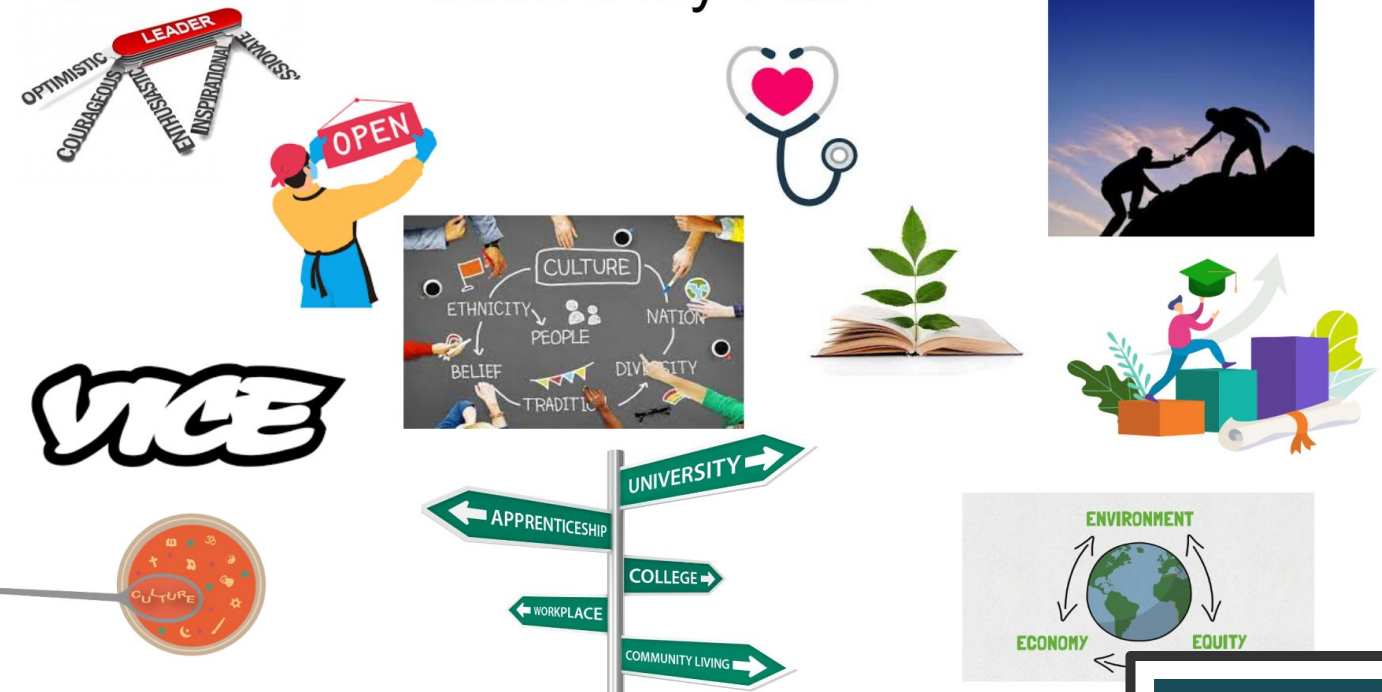 LEADER
OPTIMISTIC
COURAGEOUS
ENTHUSIASTIC
INSPIRATIONAL
OPEN
CULTURE
ETHNICITY
PEOPLE
NATION
BELIEF
TRADITIO
VICE
UNIVERSITY
APPRENTICESHIP
COLLEGE
WORKPLACE
COMMUNITY LIVING
CULTURE
ENVIRONMENT
ECONOMY
EQUITY